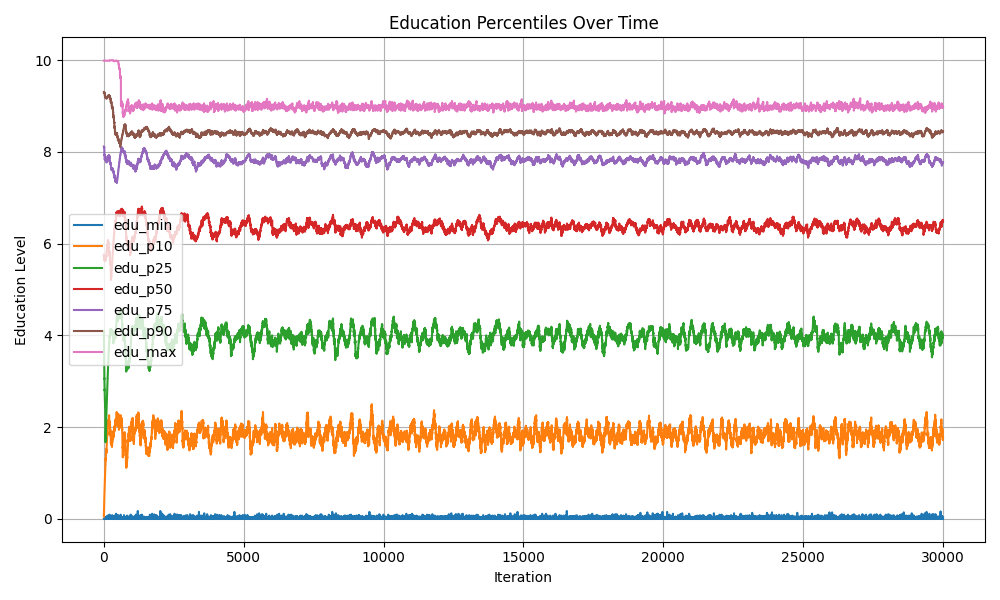 Education Percentiles Over Time
Education Level
10
8
6
4
2
0
edu_min
edu_p10
edu_p25
edu_p50
edu_p75
edu_p90
edu_max
0
5000
10000
15000
20000
25000
30000
Iteration